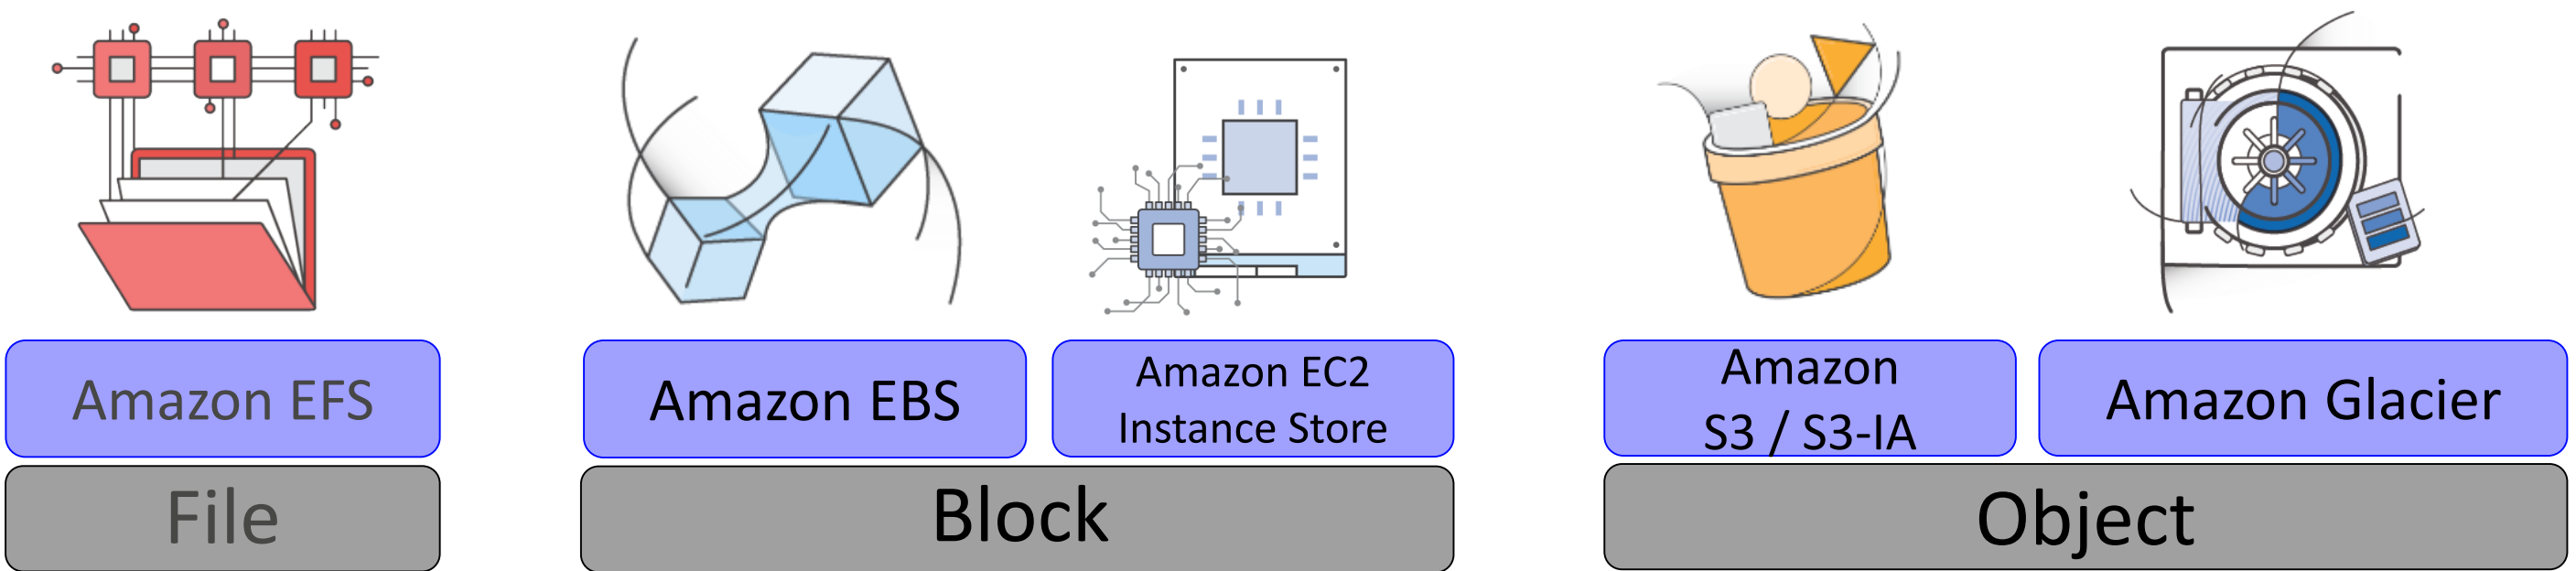 Amazon EFS
Amazon EBS
Amazon EC2
Instance Store
Amazon
S3 / S3-IA
Amazon Glacier
File
Block
Object